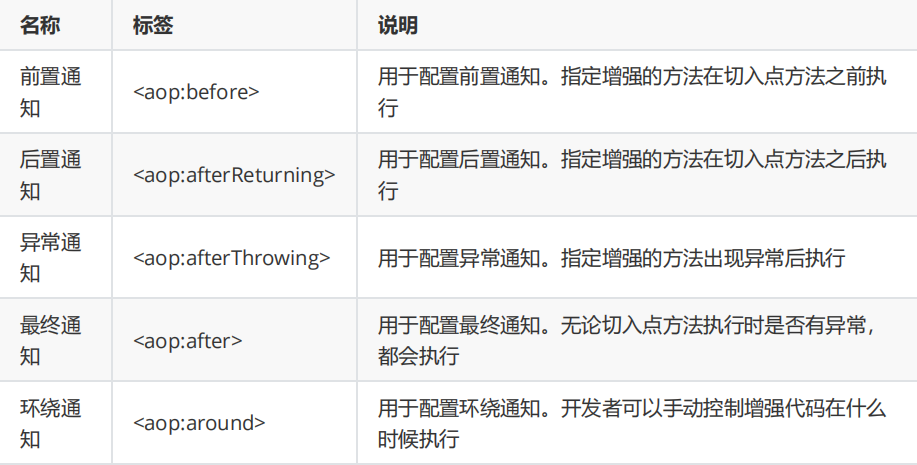 名称 标签 说明
前置通知 <aop:before> 用于配置前置通知。指定增强的方法在切入点方法之前执行
后置通知 <aop:afterReturning> 用于配置后置通知。指定增强的方法在切入点方法之后执行
异常通知 <aop:afterThrowing> 用于配置异常通知。指定增强的方法出现异常后执行
最终通知 <aop:after> 用于配置最终通知。无论切入点方法执行时是否有异常，都会执行
环绕通知 <aop:around> 用于配置环绕通知。开发者可以手动控制增强代码在什么时候执行